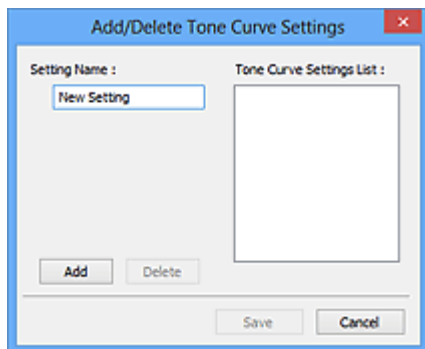 Add/Delete Tone Curve Settings
Setting Name :
Tone Curve Settings List :
New Setting
Add
Delete
Save
Cancel